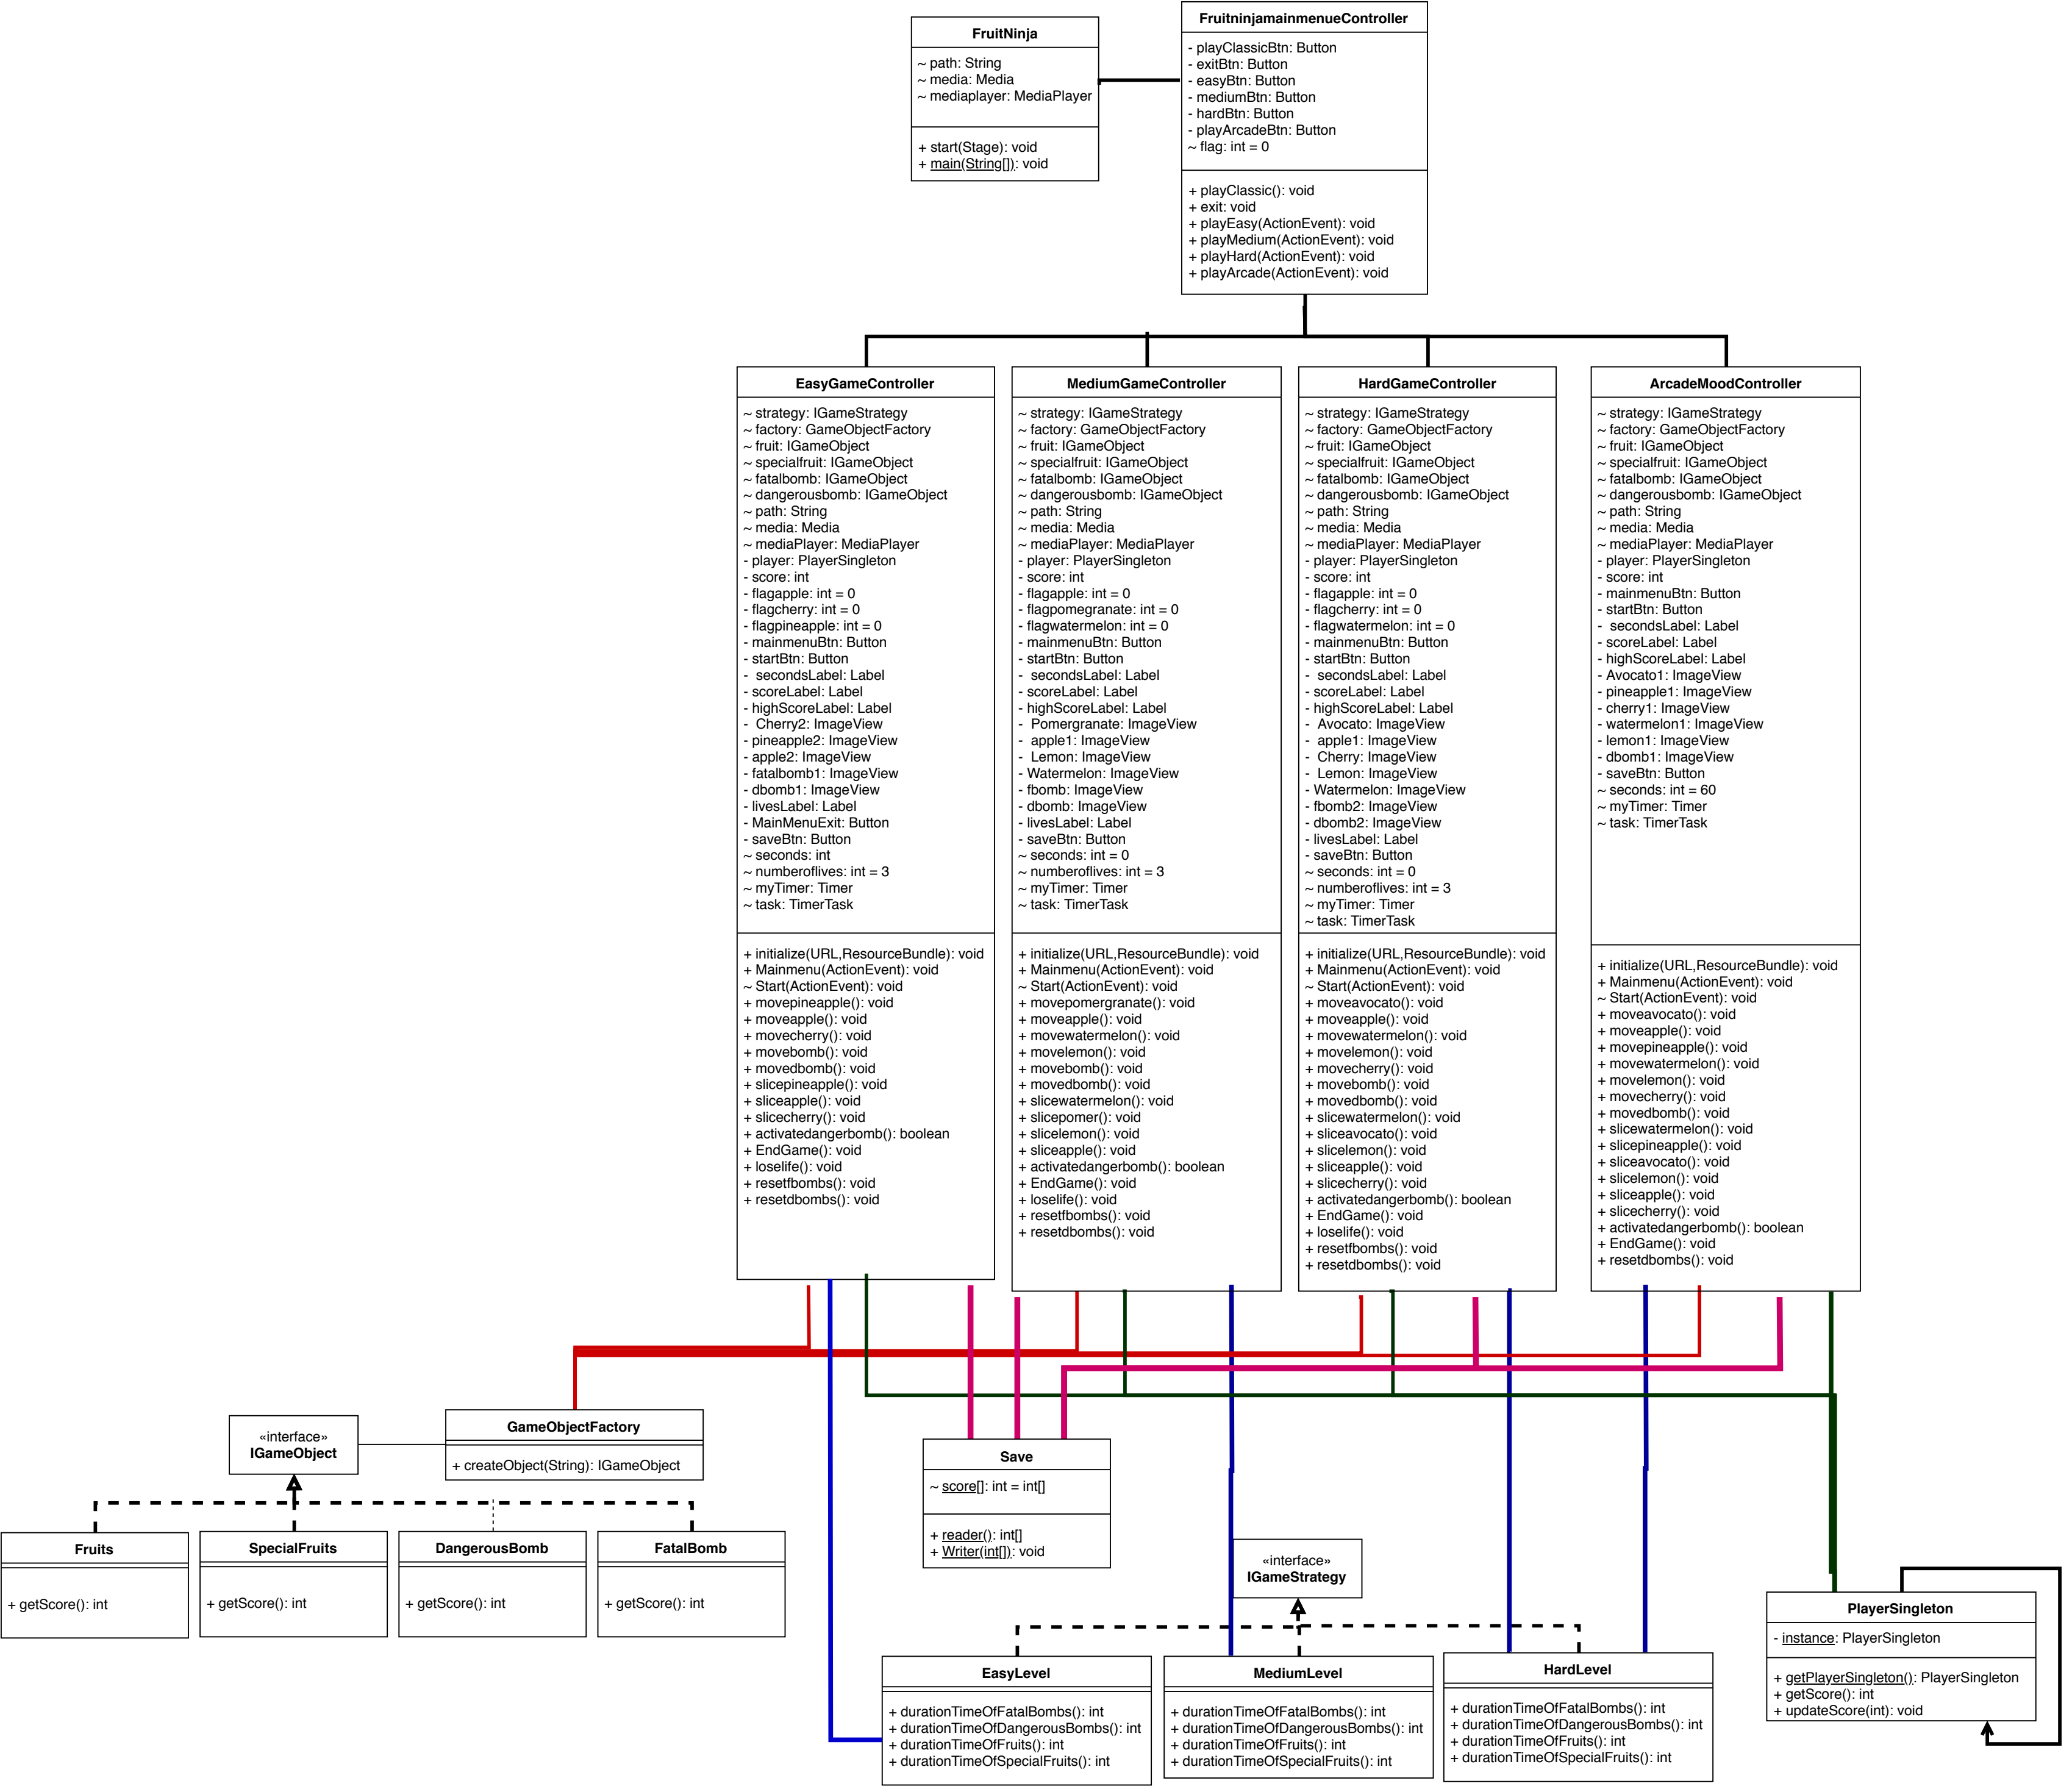 FruitNinja
~ path: String
~ media: Media
~ mediaplayer: MediaPlayer
+ start(Stage): void
+ main(String[]): void
FruitninjamainmenueController
- playClassicBtn: Button
- exitBtn: Button
- easyBtn: Button
- mediumBtn: Button
- hardBtn: Button
- playArcadeBtn: Button
~ flag: int = 0
+ playClassic(): void
+ exit: void
+ playEasy(ActionEvent): void
+ playMedium(ActionEvent): void
+ playHard(ActionEvent): void
+ playArcade(ActionEvent): void
EasyGameController
~ strategy: IGameStrategy
~ factory: GameObjectFactory
~ fruit: IGameObject
~ specialfruit: IGameObject
~ fatalbomb: IGameObject
~ dangerousbomb: IGameObject
~ path: String
~ media: Media
~ mediaPlayer: MediaPlayer
- player: PlayerSingleton
- score: int
- flagapple: int = 0
- flagcherry: int = 0
- flagpineapple: int = 0
- mainmenuBtn: Button
- startBtn: Button
- secondsLabel: Label
- scoreLabel: Label
- highScoreLabel: Label
- Cherry2: ImageView
- pineapple2: ImageView
- apple2: ImageView
- fatalbomb1: ImageView
- dbomb1: ImageView
- livesLabel: Label
- MainMenuExit: Button
- saveBtn: Button
~ seconds: int
~ numberoflives: int = 3
~ myTimer: Timer
~ task: TimerTask
+ initialize(URL,ResourceBundle): void
+ Mainmenu(ActionEvent): void
~ Start(ActionEvent): void
+ movepineapple(): void
+ moveapple(): void
+ movecherry(): void
+ movebomb(): void
+ movedbomb(): void
+ slicepineapple(): void
+ sliceapple(): void
+ slicecherry(): void
+ activatedangerbomb(): boolean
+ EndGame(): void
+ loselife(): void
+ resetfbombs(): void
+ resetdbombs(): void
MediumGameController
~ strategy: IGameStrategy
~ factory: GameObjectFactory
~ fruit: IGameObject
~ specialfruit: IGameObject
~ fatalbomb: IGameObject
~ dangerousbomb: IGameObject
~ path: String
~ media: Media
~ mediaPlayer: MediaPlayer
- player: PlayerSingleton
- score: int
- flagapple: int = 0
- flagpomegranate: int = 0
- flagwatermelon: int = 0
- mainmenuBtn: Button
- startBtn: Button
- secondsLabel: Label
- scoreLabel: Label
- highScoreLabel: Label
- Pomergranate: ImageView
- apple1: ImageView
- Lemon: ImageView
- Watermelon: ImageView
- fbomb: ImageView
- dbomb: ImageView
- livesLabel: Label
- saveBtn: Button
~ seconds: int = 0
~ numberoflives: int = 3
~ myTimer: Timer
~ task: TimerTask
+ initialize(URL,ResourceBundle): void
+ Mainmenu(ActionEvent): void
~ Start(ActionEvent): void
+ movepomergranate(): void
+ moveapple(): void
+ movewatermelon(): void
+ movelemon(): void
+ movebomb(): void
+ movedbomb(): void
+ slicewatermelon(): void
+ slicepomer(): void
+ slicelemon(): void
+ sliceapple(): void
+ activatedangerbomb(): boolean
+ EndGame(): void
+ loselife(): void
+ resetfbombs(): void
+ resetdbombs(): void
HardGameController
~ strategy: IGameStrategy
~ factory: GameObjectFactory
~ fruit: IGameObject
~ specialfruit: IGameObject
~ fatalbomb: IGameObject
~ dangerousbomb: IGameObject
~ path: String
~ media: Media
~ mediaPlayer: MediaPlayer
- player: PlayerSingleton
- score: int
- flagapple: int = 0
- flagcherry: int = 0
- flagwatermelon: int = 0
- mainmenuBtn: Button
- startBtn: Button
- secondsLabel: Label
- scoreLabel: Label
- highScoreLabel: Label
- Avocato: ImageView
- apple1: ImageView
- Cherry: ImageView
- Lemon: ImageView
- Watermelon: ImageView
- fbomb2: ImageView
- dbomb2: ImageView
- livesLabel: Label
- saveBtn: Button
~ seconds: int = 0
~ numberoflives: int = 3
~ myTimer: Timer
~ task: TimerTask
+ initialize(URL,ResourceBundle): void
+ Mainmenu(ActionEvent): void
~ Start(ActionEvent): void
+ moveavocato(): void
+ moveapple(): void
+ movewatermelon(): void
+ movelemon(): void
+ movecherry(): void
+ movebomb(): void
+ movedbomb(): void
+ slicewatermelon(): void
+ sliceavocato(): void
+ slicelemon(): void
+ sliceapple(): void
+ slicecherry(): void
+ activatedangerbomb(): boolean
+ EndGame(): void
+ loselife(): void
+ resetfbombs(): void
+ resetdbombs(): void
ArcadeMoodController
~ strategy: IGameStrategy
~ factory: GameObjectFactory
~ fruit: IGameObject
~ specialfruit: IGameObject
~ fatalbomb: IGameObject
~ dangerousbomb: IGameObject
~ path: String
~ media: Media
~ mediaPlayer: MediaPlayer
- player: PlayerSingleton
- score: int
- mainmenuBtn: Button
- startBtn: Button
- secondsLabel: Label
- scoreLabel: Label
- highScoreLabel: Label
- Avocato1: ImageView
- pineapple1: ImageView
- cherry1: ImageView
- watermelon1: ImageView
- lemon1: ImageView
- dbomb1: ImageView
- saveBtn: Button
~ seconds: int = 60
~ myTimer: Timer
~ task: TimerTask
+ initialize(URL,ResourceBundle): void
+ Mainmenu(ActionEvent): void
~ Start(ActionEvent): void
+ moveavocato(): void
+ moveapple(): void
+ movepineapple(): void
+ movewatermelon(): void
+ movelemon(): void
+ movecherry(): void
+ movedbomb(): void
+ slicewatermelon(): void
+ slicepineapple(): void
+ sliceavocato(): void
+ slicelemon(): void
+ sliceapple(): void
+ slicecherry(): void
+ activatedangerbomb(): boolean
+ EndGame(): void
+ resetdbombs(): void
«interface»
IGameObject
GameObjectFactory
+ createObject(String): IGameObject
Fruits
+ getScore(): int
SpecialFruits
+ getScore(): int
DangerousBomb
+ getScore(): int
FatalBomb
+ getScore(): int
Save
~ score[]: int = int[]
+ reader(): int[]
+ Writer(int[]): void
«interface»
IGameStrategy
EasyLevel
+ durationTimeOfFatalBombs(): int
+ durationTimeOfDangerousBombs(): int
+ durationTimeOfFruits(): int
+ durationTimeOfSpecialFruits(): int
MediumLevel
+ durationTimeOfFatalBombs(): int
+ durationTimeOfDangerousBombs(): int
+ durationTimeOfFruits(): int
+ durationTimeOfSpecialFruits(): int
HardLevel
+ durationTimeOfFatalBombs(): int
+ durationTimeOfDangerousBombs(): int
+ durationTimeOfFruits(): int
+ durationTimeOfSpecialFruits(): int
PlayerSingleton
- instance: PlayerSingleton
+ getPlayerSingleton(): PlayerSingleton
+ getScore(): int
+ updateScore(int): void